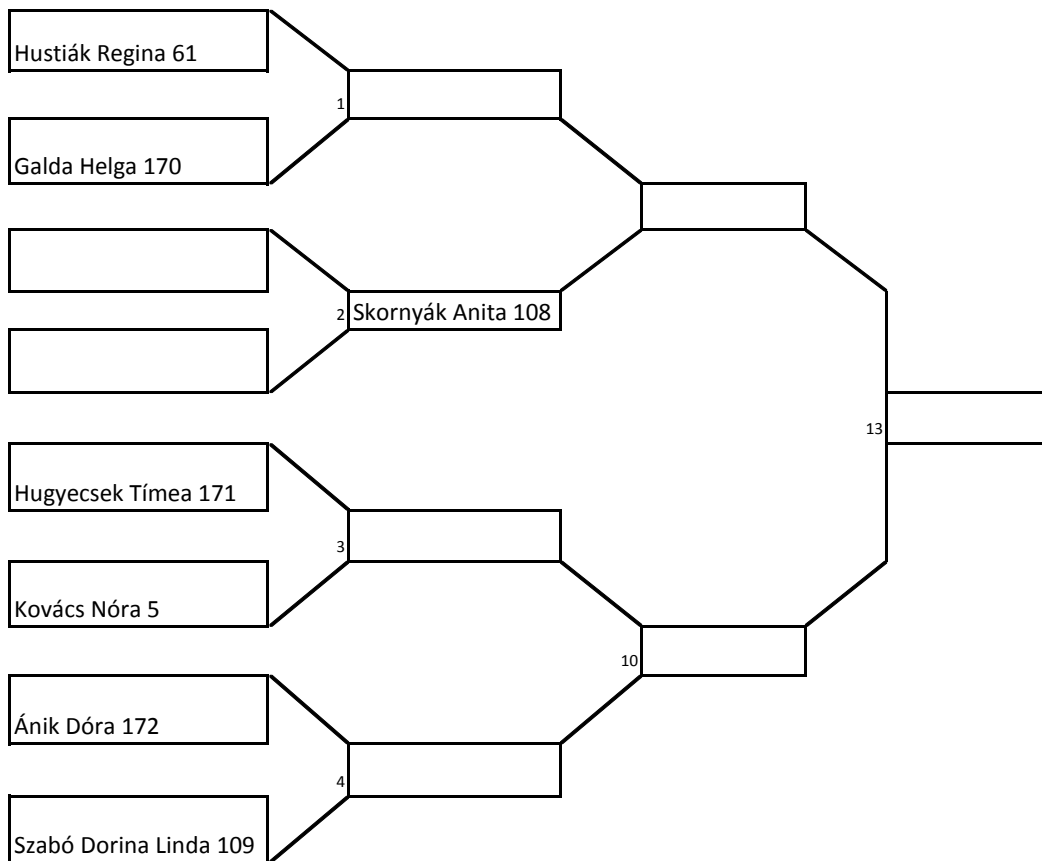 Hustiák Regina 61
1
Galda Helga 170
2
Skornyák Anita 108
13
Hugyecsek Tímea 171
3
Kovács Nóra 5
10
Ánik Dóra 172
4
Szabó Dorina Linda 109